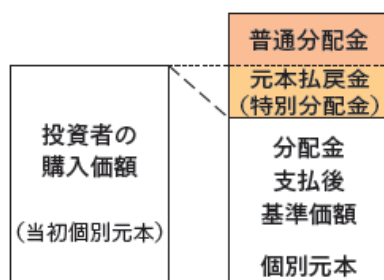 投資者の
購入価額
(当初個別元本)
普通分配金
元本払戻金
(特別分配金)
分配金
支払後
基準価額
個別元本